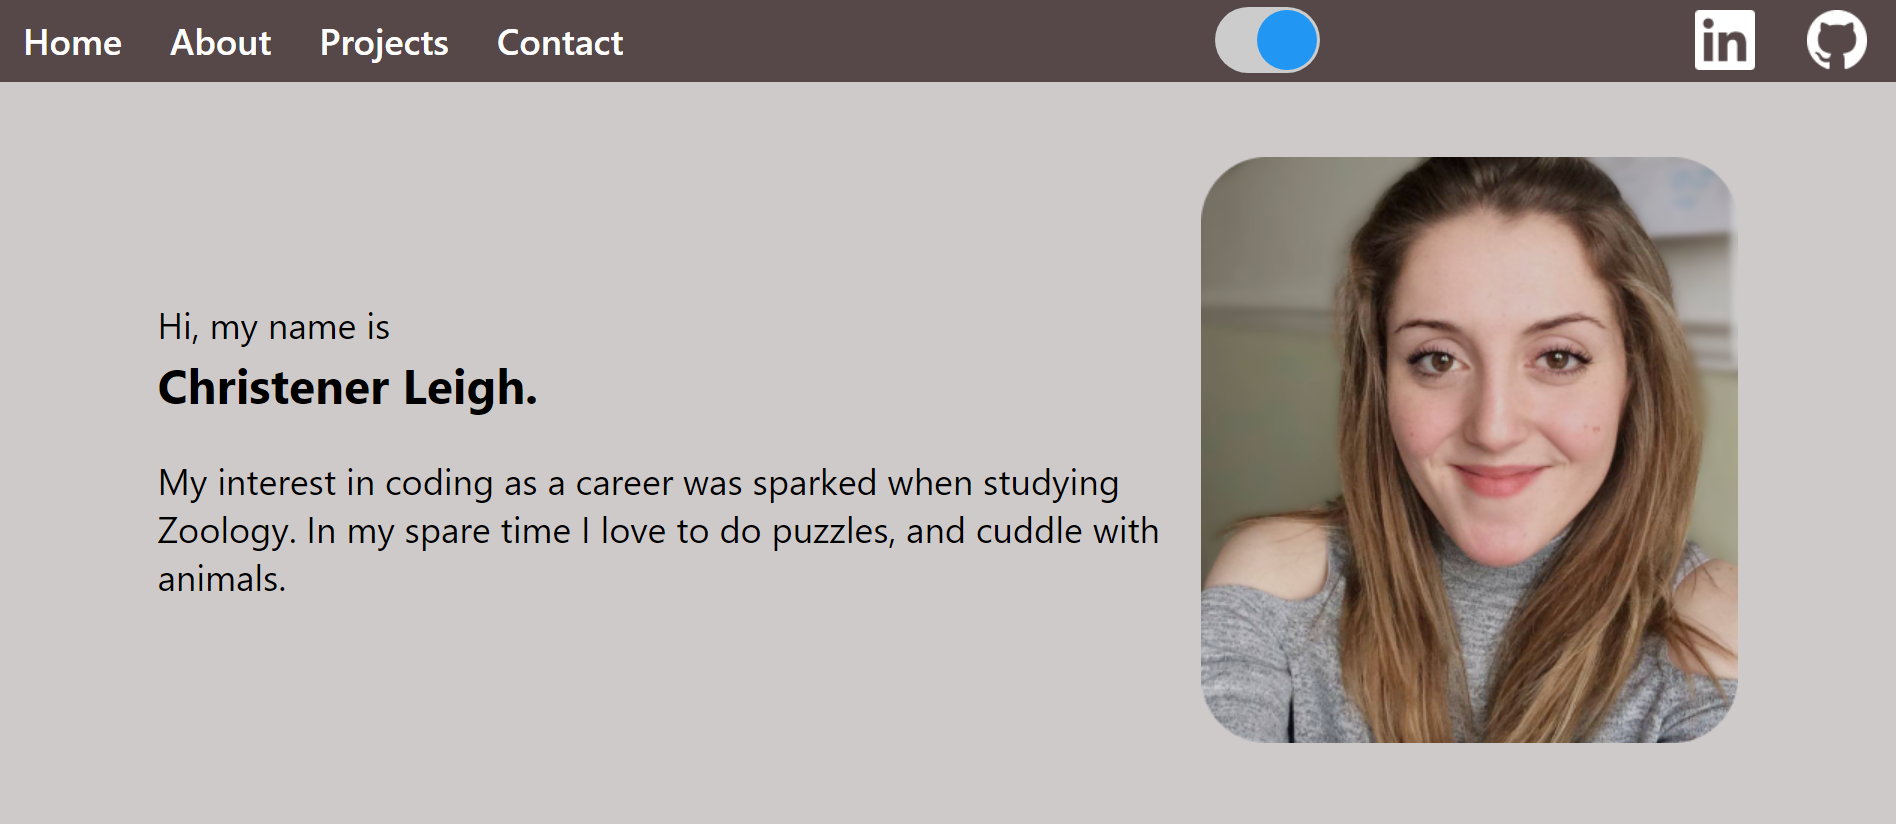 Home About Projects Contact in
Hi, my name is
Christener Leigh.
My interest in coding as a career was sparked when studying
Zoology. In my spare time I love to do puzzles, and cuddle with
animals.